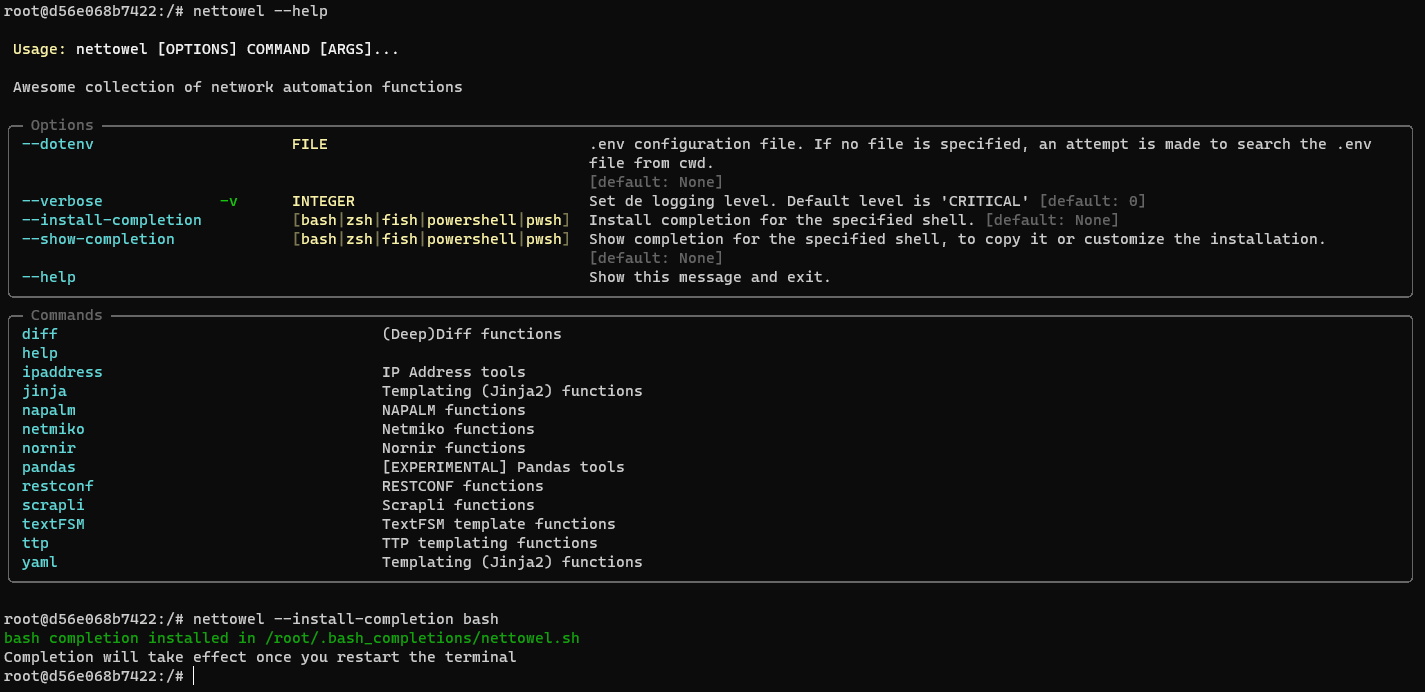 root@d56e068b7422:/# nettowel --help
Usage: nettowel [OPTIONS] COMMAND [ARGS]...
Awesome collection of network automation functions
Options
--dotenv FILE .env configuration file. If no file is specified, an attempt is made to search the .env
file from cwd.
[default: None]
--verbose -v INTEGER Set de logging level. Default level is 'CRITICAL' [default: 0]
--install-completion [bash|zsh|fish|powershell|pwsh] Install completion for the specified shell. [default: None]
--show-completion [bash|zsh|fish|powershell|pwsh] Show completion for the specified shell, to copy it or customize the installation.
[default: None]
--help Show this message and exit.
Commands
diff (Deep)Diff functions
help
ipaddress IP Address tools
jinja Templating (Jinja2) functions
napalm NAPALM functions
netmiko Netmiko functions
nornir Nornir functions
pandas [EXPERIMENTAL] Pandas tools
restconf RESTCONF functions
scrapli Scrapli functions
textFSM TextFSM template functions
ttp TTP templating functions
yaml Templating (Jinja2) functions
root@d56e068b7422:/# nettowel --install-completion bash
bash completion installed in /root/.bash_completions/nettowel.sh
Completion will take effect once you restart the terminal
root@d56e068b7422:/#